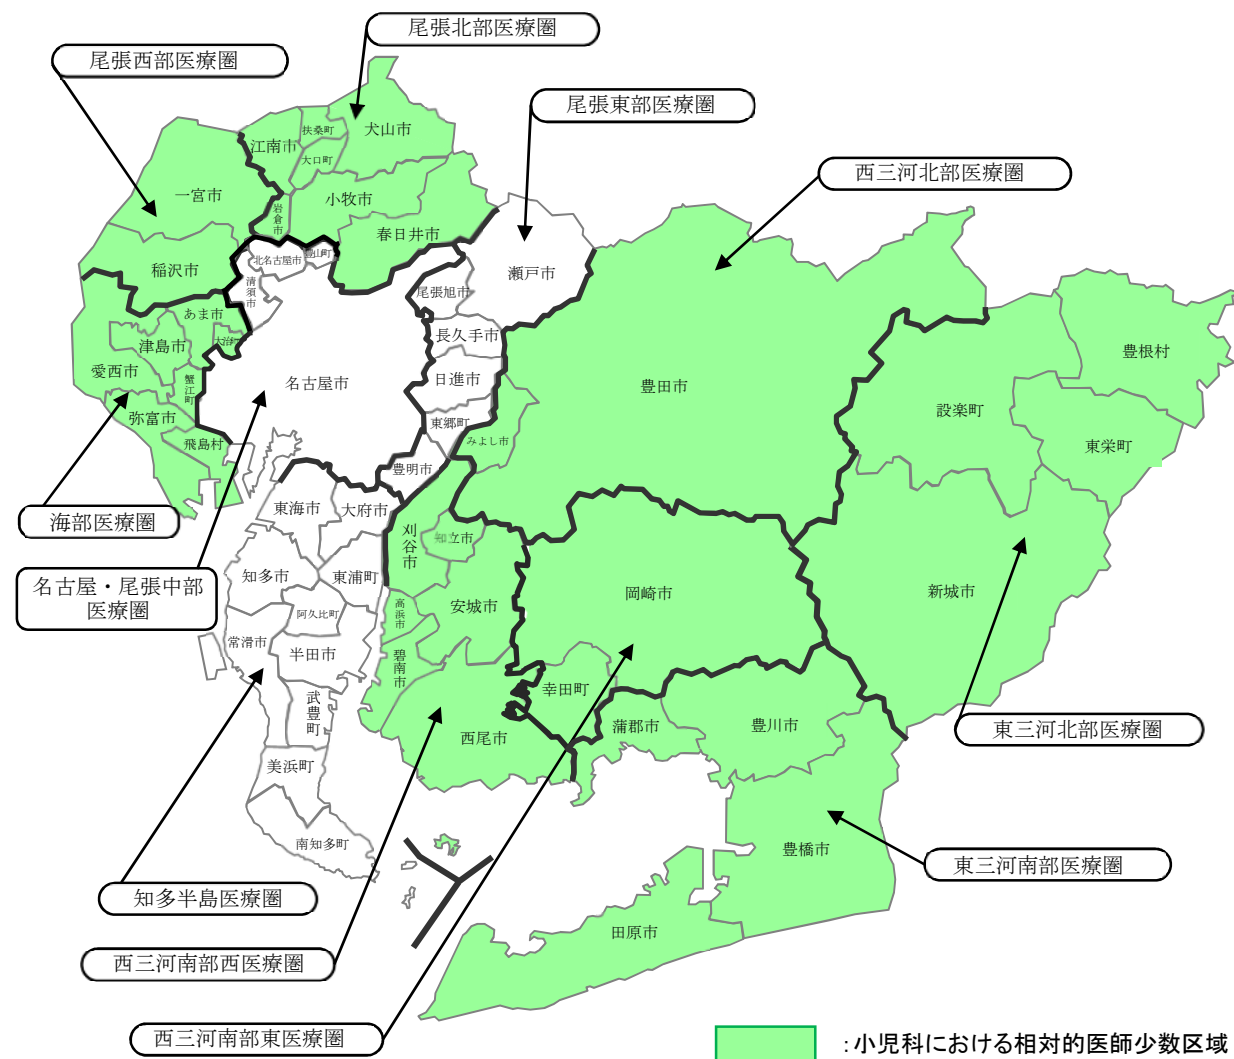 尾張北部医療圏
尾張西部医療圏
尾張東部医療圏
西三河北部医療圏
扶桑町
犬山市
江南市
大口町
一宮市
小牧市
岩倉市
春日井市
稲沢市
北名古屋市
豊山町
瀬戸市
清須市
尾張旭市
あま市
大治町
長久手市
津島市
愛西市
蟹江町
名古屋市
日進市
豊田市
豊根村
設楽町
弥富市
東郷町
みよし市
東栄町
飛島村
豊明市
海部医療圏
東海市
大府市
刈谷市
知立市
名古屋・尾張中部
医療圏
知多市
東浦町
岡崎市
新城市
阿久比町
高浜市
安城市
常滑市
半田市
碧南市
幸田町
武豊町
西尾市
蒲郡市
豊川市
東三河北部医療圏
美浜町
南知多町
豊橋市
東三河南部医療圏
知多半島医療圏
田原市
西三河南部西医療圏
西三河南部東医療圏
：小児科における相対的医師少数区域